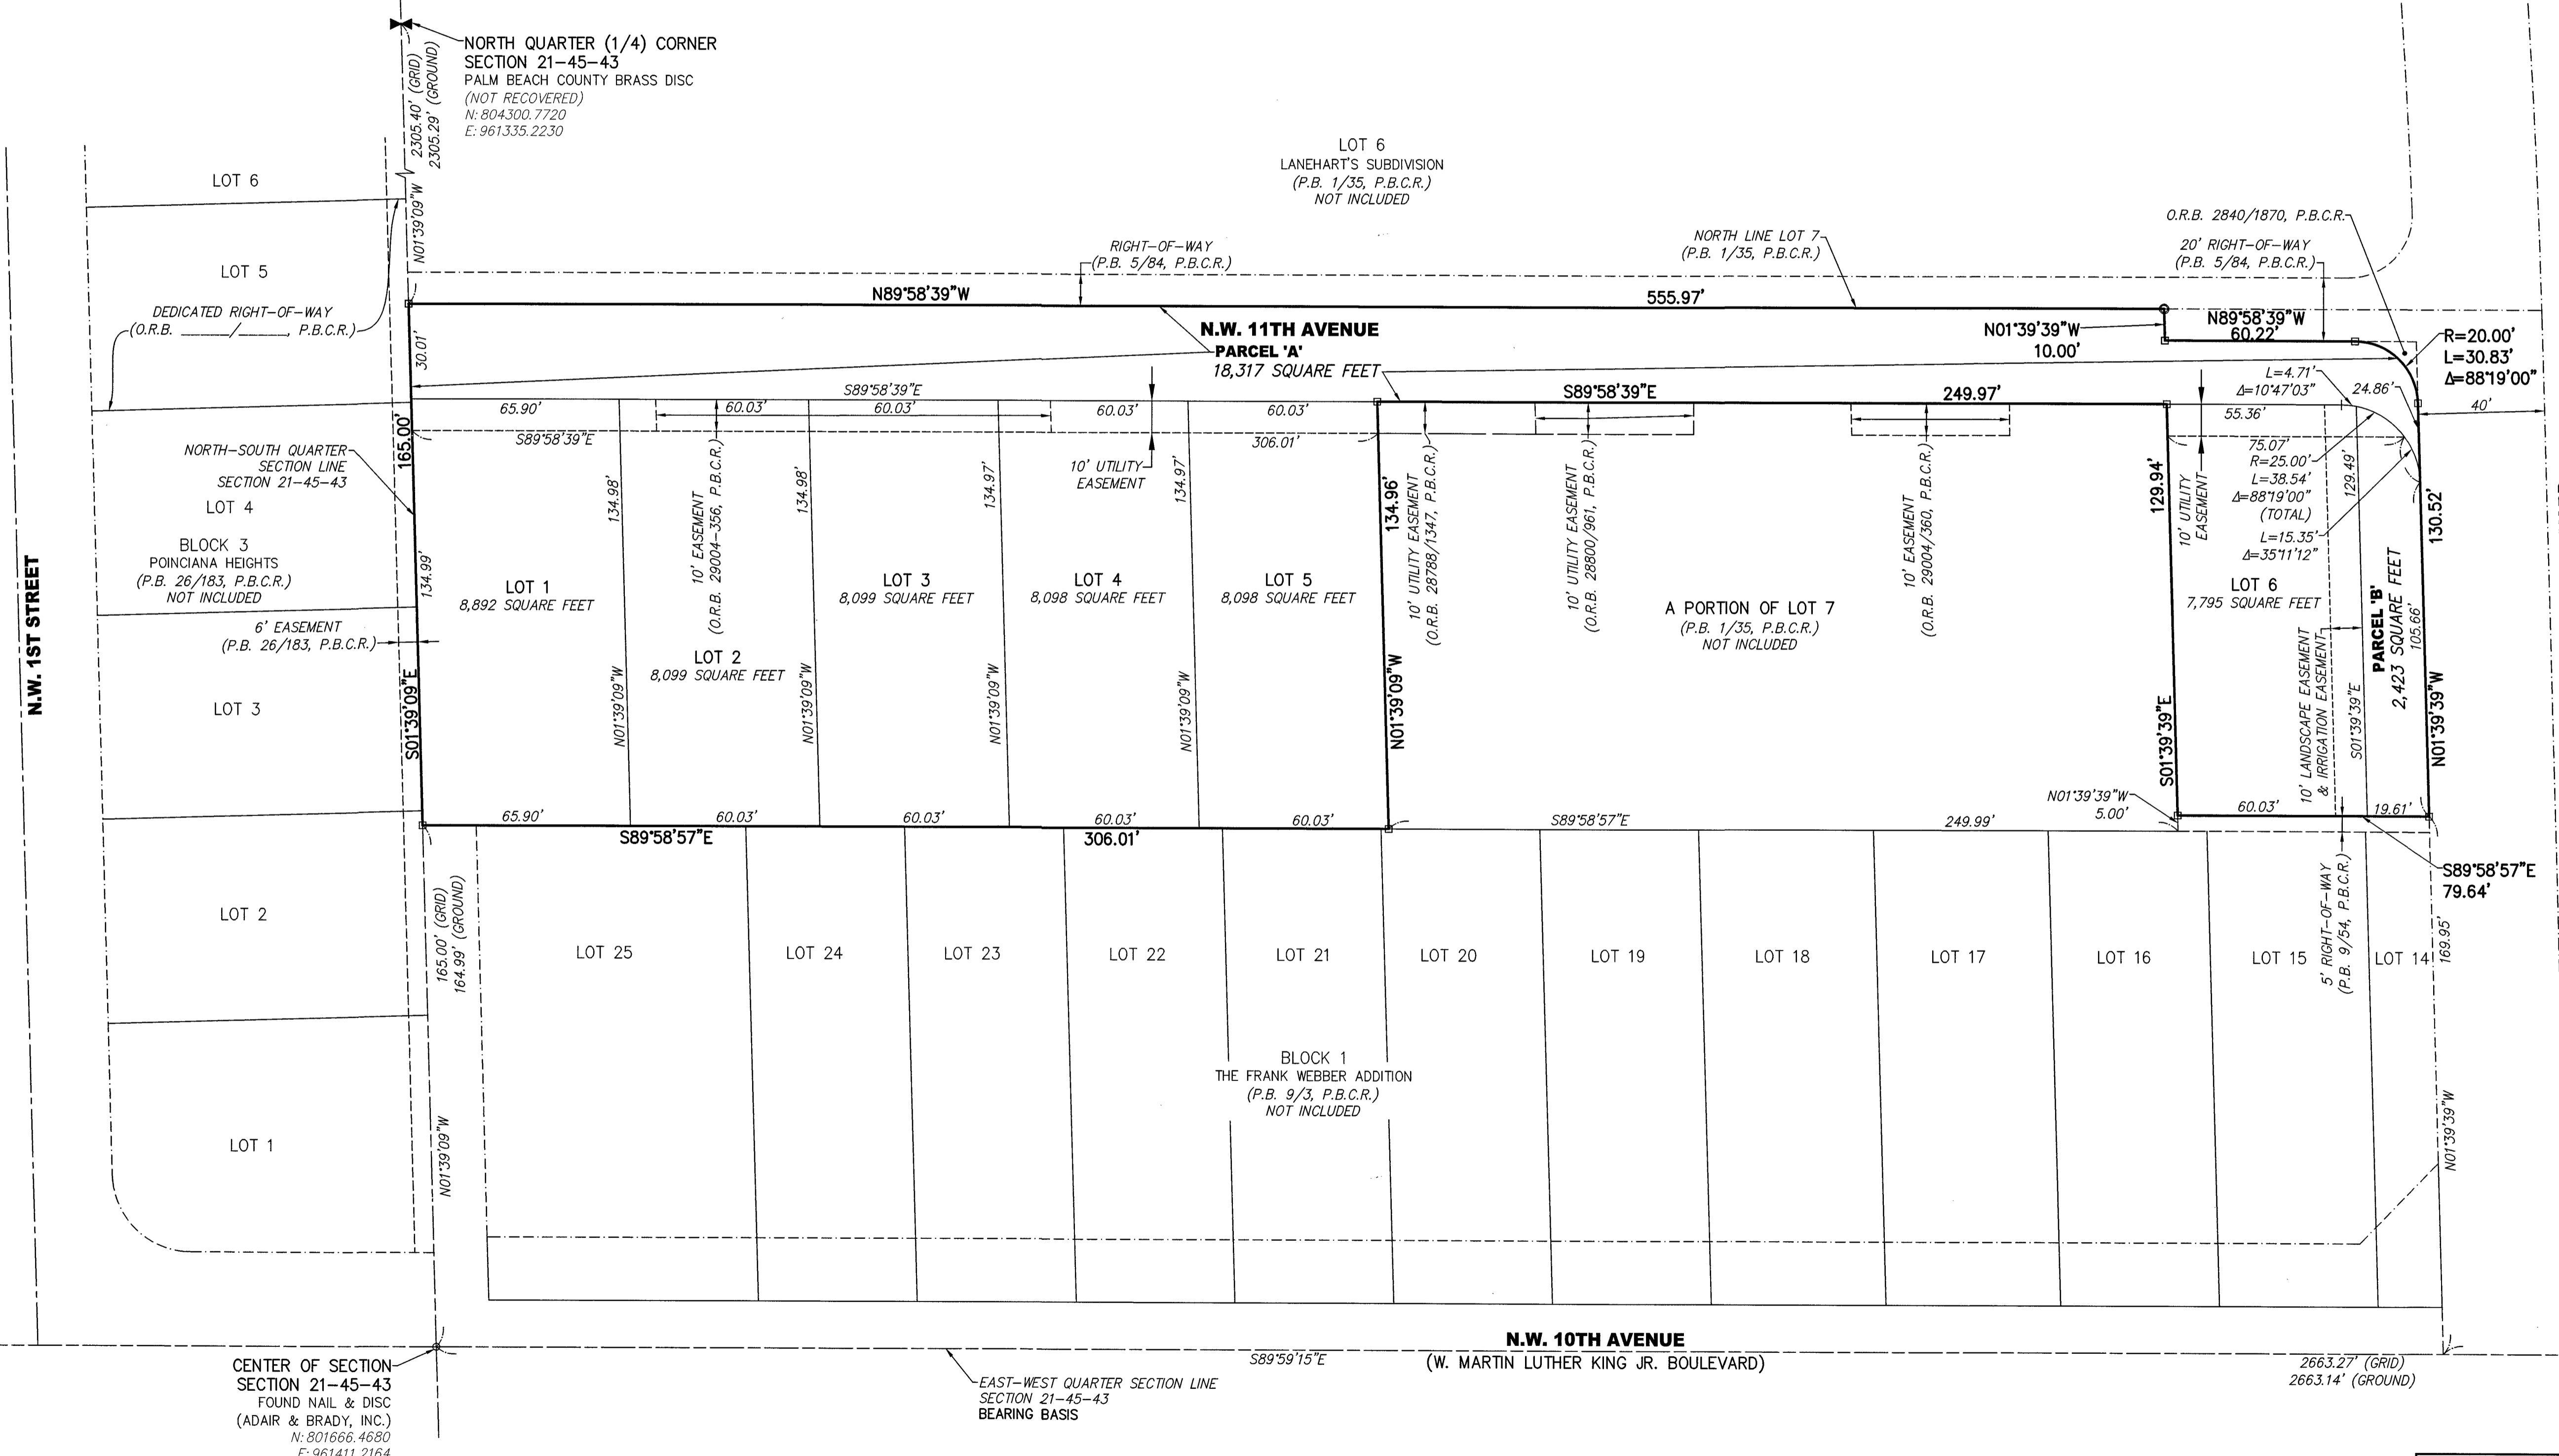 NORTH QUARTER (1/4) CORNER
SECTION 21-45-43
PALM BEACH COUNTY BRASS DISC
(NOT RECOVERED)
N: 804300.7720
E: 961335.2230
2305.40' (GRID)
2305.29' (GROUND)
N01°39'09"W
LOT 6
LANEHART'S SUBDIVISION
(P.B. 1/35, P.B.C.R.)
NOT INCLUDED
LOT 6
LOT 5
DEDICATED RIGHT-OF-WAY
(O.R.B. _____/_____, P.B.C.R.)
RIGHT-OF-WAY
(P.B. 5/84, P.B.C.R.)
NORTH LINE LOT 7
(P.B. 1/35, P.B.C.R.)
O.R.B. 2840/1870, P.B.C.R.
20' RIGHT-OF-WAY
(P.B. 5/84, P.B.C.R.)
N89°58'39"W
555.97'
N.W. 11TH AVENUE
PARCEL 'A'
18,317 SQUARE FEET
N01°39'39"W
10.00'
N89°58'39"W
60.22'
R=20.00'
L=30.83'
Δ=88°19'00"
L=4.71'
Δ=10°47'03"
24.86'
40'
30.01'
165.00'
S89°58'39"E
65.90'
60.03'
60.03'
60.03'
60.03'
S89°58'39"E
306.01'
S89°58'39"E
249.97'
55.36'
75.07'
R=25.00'
L=38.54'
Δ=88°19'00"
(TOTAL)
L=15.35'
Δ=35°11'12"
129.49'
NORTH-SOUTH QUARTER
SECTION LINE
SECTION 21-45-43
LOT 4
BLOCK 3
POINCIANA HEIGHTS
(P.B. 26/183, P.B.C.R.)
NOT INCLUDED
6' EASEMENT
(P.B. 26/183, P.B.C.R.)
N.W. 1ST STREET
LOT 3
LOT 2
LOT 1
134.99'
S01°39'09"E
LOT 1
8,892 SQUARE FEET
134.98'
N01°39'09"W
10' EASEMENT
(O.R.B. 29004-356, P.B.C.R.)
LOT 2
8,099 SQUARE FEET
134.98'
N01°39'09"W
LOT 3
8,099 SQUARE FEET
134.97'
N01°39'09"W
10' UTILITY
EASEMENT
LOT 4
8,098 SQUARE FEET
134.97'
N01°39'09"W
LOT 5
8,098 SQUARE FEET
134.96'
N01°39'09"W
10' UTILITY EASEMENT
(O.R.B. 28788/1347, P.B.C.R.)
10' UTILITY EASEMENT
(O.R.B. 28800/961, P.B.C.R.)
A PORTION OF LOT 7
(P.B. 1/35, P.B.C.R.)
NOT INCLUDED
10' EASEMENT
(O.R.B. 29004/360, P.B.C.R.)
129.94'
S01°39'39"E
10' UTILITY
EASEMENT
LOT 6
7,795 SQUARE FEET
10' LANDSCAPE EASEMENT
& IRRIGATION EASEMENT
S01°39'39"E
PARCEL 'B'
2,423 SQUARE FEET
105.66'
130.52'
N01°39'39"W
65.90'
60.03'
60.03'
60.03'
60.03'
S89°58'57"E
306.01'
S89°58'57"E
249.99'
N01°39'39"W
5.00'
60.03'
19.61'
S89°58'57"E
79.64'
165.00' (GRID)
164.99' (GROUND)
N01°39'09"W
LOT 25
LOT 24
LOT 23
LOT 22
LOT 21
LOT 20
LOT 19
LOT 18
LOT 17
LOT 16
LOT 15
LOT 14
5' RIGHT-OF-WAY
(P.B. 9/54, P.B.C.R.)
169.95'
N01°39'39"W
BLOCK 1
THE FRANK WEBBER ADDITION
(P.B. 9/3, P.B.C.R.)
NOT INCLUDED
N.W. 10TH AVENUE
(W. MARTIN LUTHER KING JR. BOULEVARD)
S89°59'15"E
2663.27' (GRID)
2663.14' (GROUND)
EAST-WEST QUARTER SECTION LINE
SECTION 21-45-43
BEARING BASIS
CENTER OF SECTION
SECTION 21-45-43
FOUND NAIL & DISC
(ADAIR & BRADY, INC.)
N: 801666.4680
E: 961411.2164